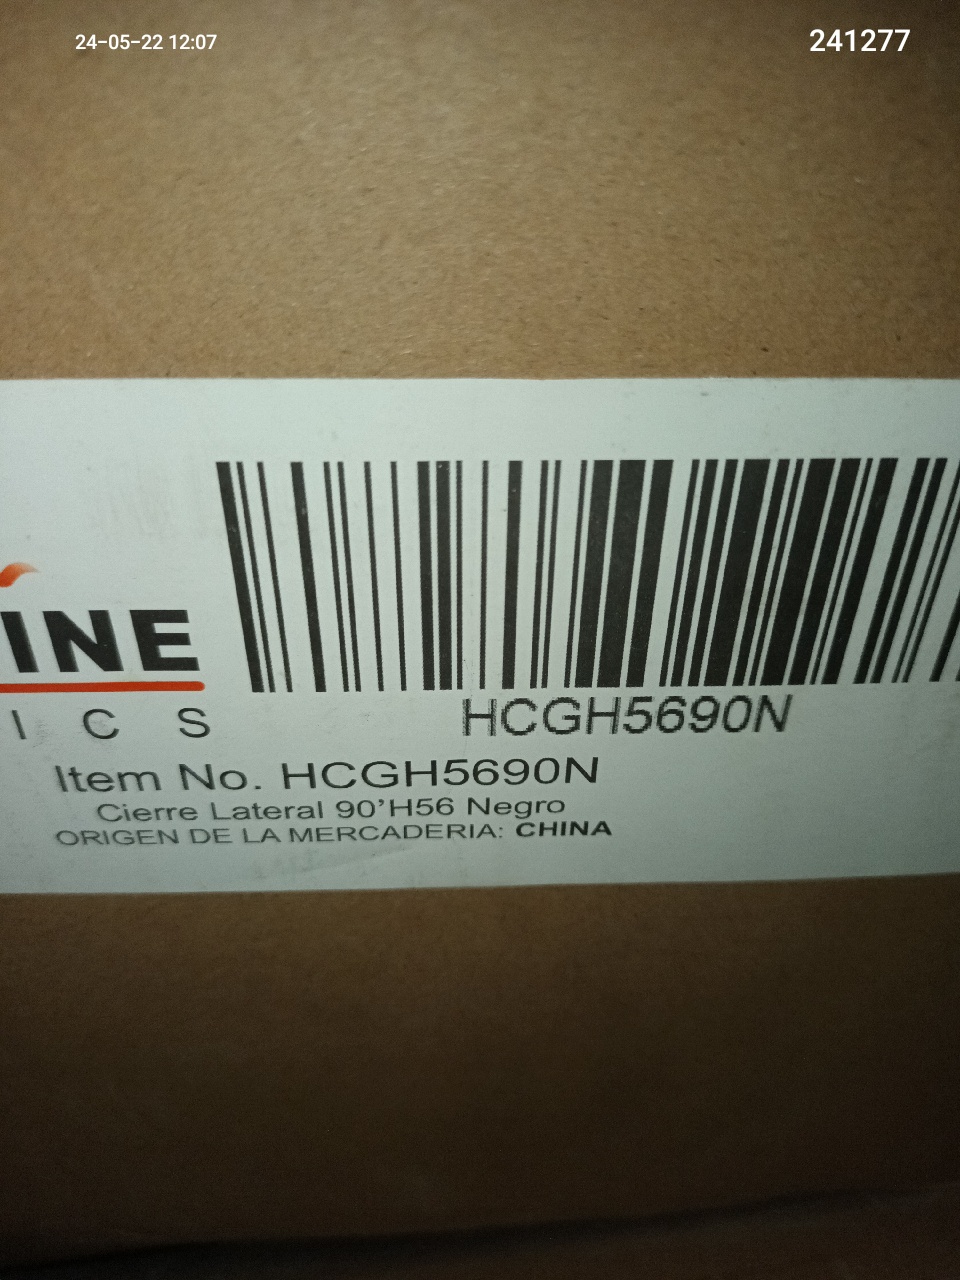 24-05-22 12:07
241277
INE
ICS
HCGH5690N
Item No. HCGH5690N
Cierre Lateral 90'H56 Negro
ORIGEN DE LA MERCADERIA: CHINA